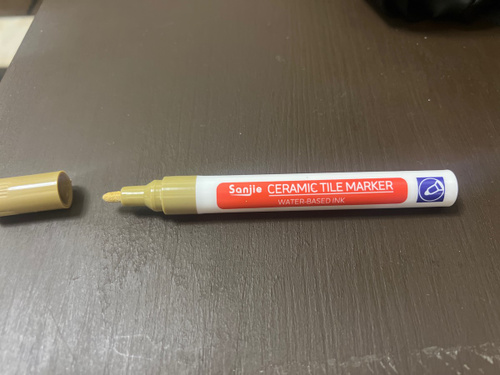 Sanjie CERAMIC TILE MARKER
WATER-BASED INK